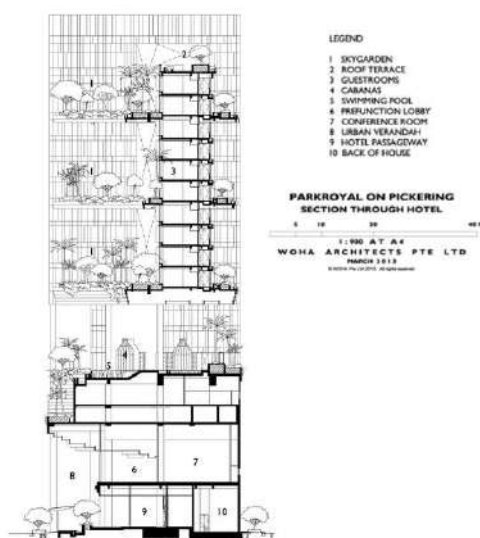 LEGEND
1 SKYGARDEN
2 ROOF TERRACE
3 GUESTROOMS
4 CABANAS
5 SWIMMING POOL
6 PREFUNCTION LOBBY
7 CONFERENCE ROOM
8 URBAN VERANDAH
9 HOTEL PASSAGEWAY
10 BACK OF HOUSE
PARKROYAL ON PICKERING
SECTION THROUGH HOTEL
5 10 20
AT A4
WOHA ARCHITECTS PTE LTD
MARCH 2013
2
1
1
3
1
4
5
6
7
8
9
10